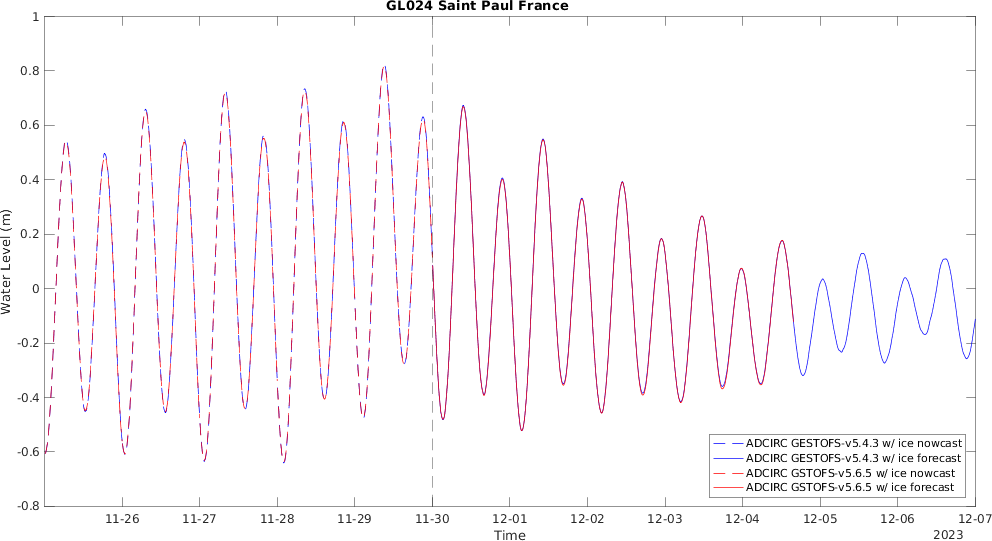 GL024 Saint Paul France
1
0.8
0.6
0.4
0.2
0
-0.2
-0.4
-0.6
-0.8
Water Level (m)
ADCIRC GESTOFS-v5.4.3 w/ ice nowcast
ADCIRC GESTOFS-v5.4.3 w/ ice forecast
ADCIRC GSTOFS-v5.6.5 w/ ice nowcast
ADCIRC GSTOFS-v5.6.5 w/ ice forecast
11-26 11-27 11-28 11-29 11-30 12-01 12-02 12-03 12-04 12-05 12-06 12-07
Time
2023